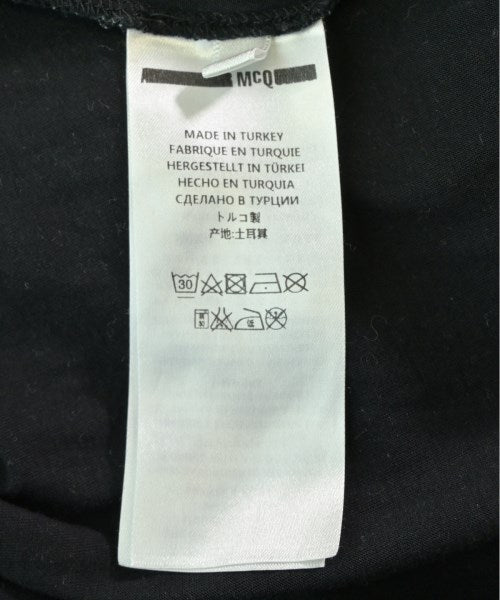 McQ
MADE IN TURKEY
FABRIQUE EN TURQUIE
HERGESTELLT IN TÜRKEI
HECHO EN TURQUIA
СДЕЛАНО В ТУРЦИИ
トルコ製
产地:土耳其
30